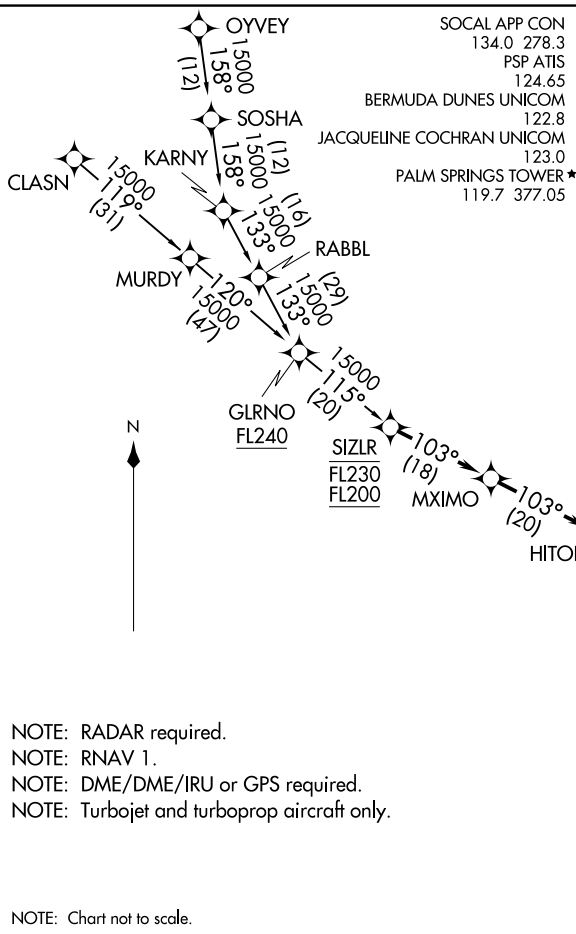 OYVEY
15000
158°
(12)
SOCAL APP CON
134.0 278.3
PSP ATIS
124.65
BERMUDA DUNES UNICOM
122.8
JACQUELINE COCHRAN UNICOM
123.0
PALM SPRINGS TOWER ★
119.7 377.05
SOSHA
(12)
15000
158°
KARNY
CLASN
15000
119°
(31)
(16)
15000
133°
RABBL
MURDY
120°
15000
(47)
(29)
15000
133°
GLRNO
FL240
15000
115°
(20)
SIZLR
FL230
FL200
103°
(18)
MXIMO
103°
(20)
N
NOTE: RADAR required.
NOTE: RNAV 1.
NOTE: DME/DME/IRU or GPS required.
NOTE: Turbojet and turboprop aircraft only.
NOTE: Chart not to scale.